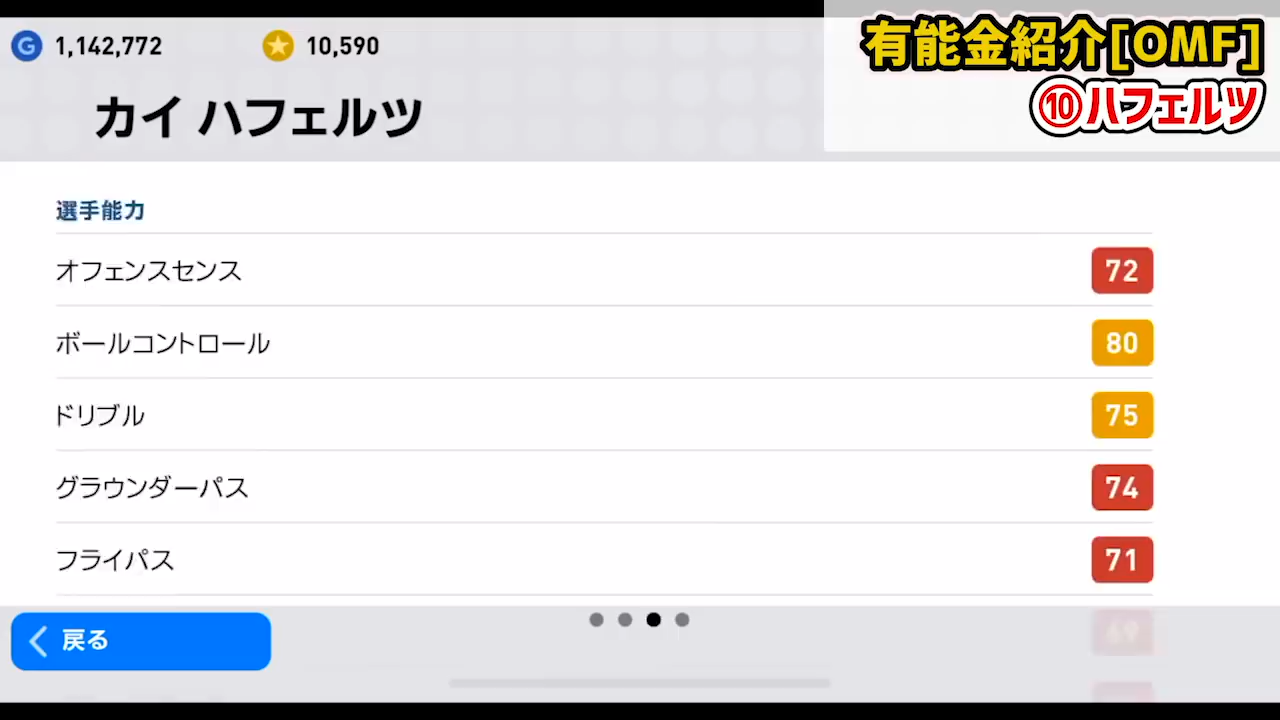 G 1,142,772 10,590
有能金紹介[OMF]
⑩ハフェルツ
カイ ハフェルツ
選手能力
オフェンスセンス 72
ボールコントロール 80
ドリブル 75
グラウンダーパス 74
フライパス 71
69
戻る